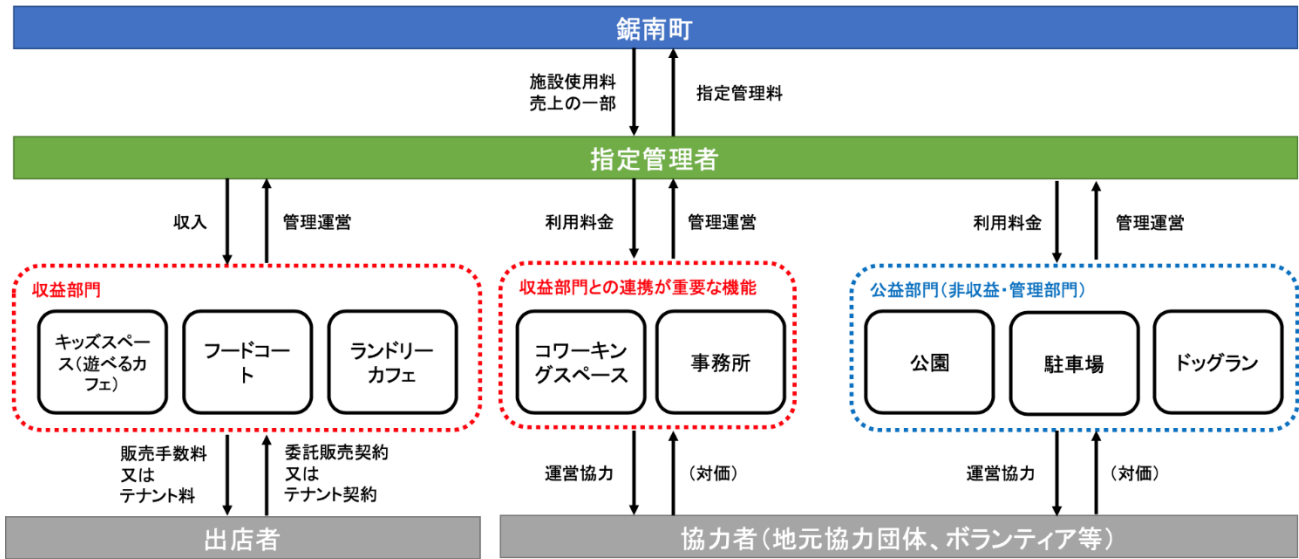 鋸南町
施設使用料
売上の一部
指定管理料
指定管理者
収入
管理運営
利用料金
管理運営
利用料金
管理運営
収益部門
キッズスペー
ス(遊べるカ
フェ)
フードコー
ト
ランドリー
カフェ
収益部門との連携が重要な機能
コワーキン
グスペース
事務所
公益部門(非収益・管理部門)
公園
駐車場
ドッグラン
販売手数料
又は
テナント料
委託販売契約
又は
テナント契約
運営協力
(対価)
運営協力
(対価)
出店者
協力者(地元協力団体、ボランティア等)